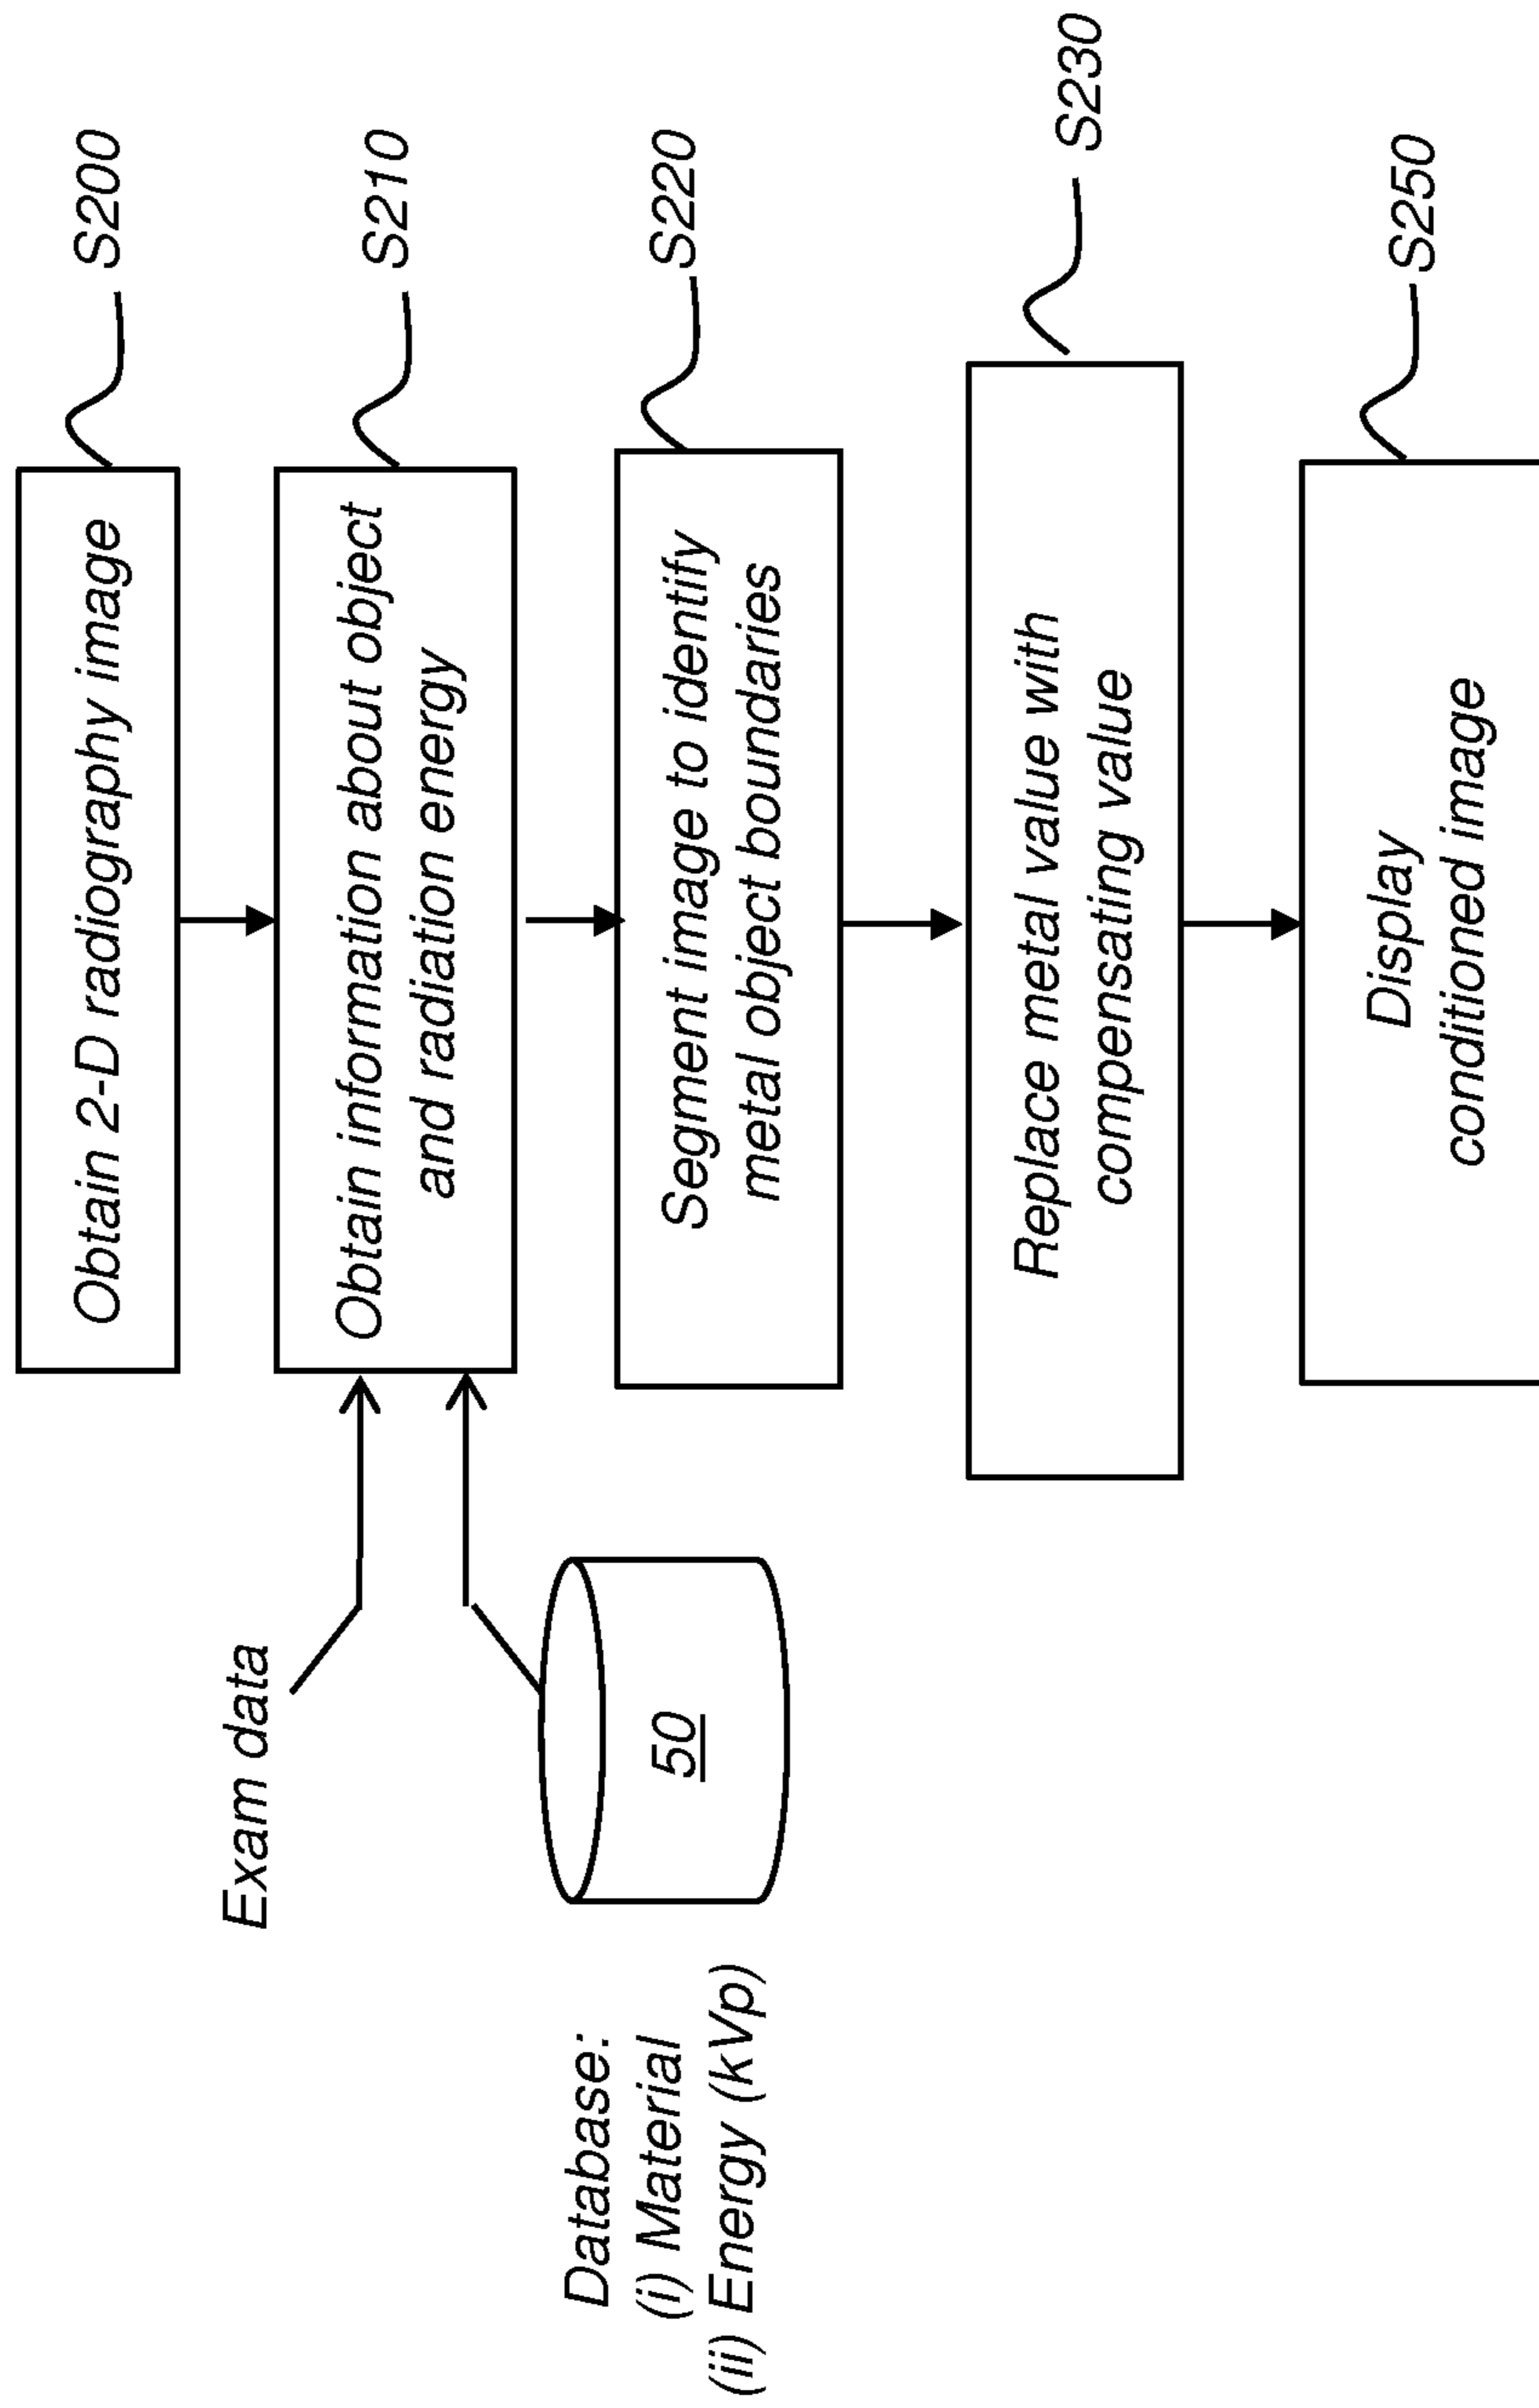 Obtain 2-D radiography image
S200
Exam data
Obtain information about object
and radiation energy
S210
Database:
(i) Material
(ii) Energy (kVp)
50
Segment image to identify
metal object boundaries
S220
Replace metal value with
compensating value
S230
Display
conditioned image
S250